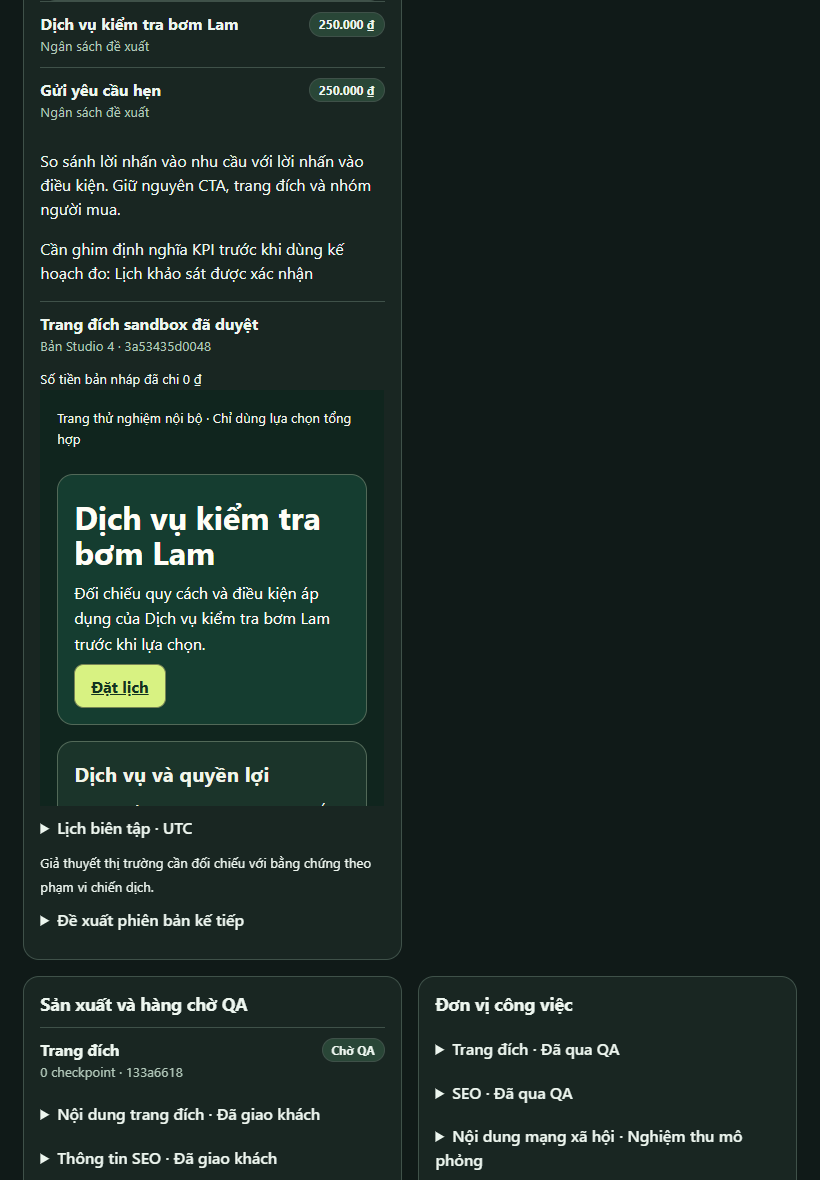 Dịch vụ kiểm tra bơm Lam
250.000 ₫
Ngân sách đề xuất
Gửi yêu cầu hẹn
250.000 ₫
Ngân sách đề xuất
So sánh lời nhấn vào nhu cầu với lời nhấn vào
điều kiện. Giữ nguyên CTA, trang đích và nhóm
người mua.
Cần ghim định nghĩa KPI trước khi dùng kế
hoạch đo: Lịch khảo sát được xác nhận
Trang đích sandbox đã duyệt
Bản Studio 4 · 3a53435d0048
Số tiền bản nháp đã chi 0 ₫
Trang thử nghiệm nội bộ · Chỉ dùng lựa chọn tổng
hợp
Dịch vụ kiểm tra
bơm Lam
Đối chiếu quy cách và điều kiện áp
dụng của Dịch vụ kiểm tra bơm Lam
trước khi lựa chọn.
Đặt lịch
Dịch vụ và quyền lợi
Lịch biên tập · UTC
Giả thuyết thị trường cần đối chiếu với bằng chứng theo
phạm vi chiến dịch.
Đề xuất phiên bản kế tiếp
Sản xuất và hàng chờ QA
Trang đích
Chờ QA
0 checkpoint · 133a6618
Nội dung trang đích · Đã giao khách
Thông tin SEO · Đã giao khách
Đơn vị công việc
Trang đích · Đã qua QA
SEO · Đã qua QA
Nội dung mạng xã hội · Nghiệm thu mô
phỏng